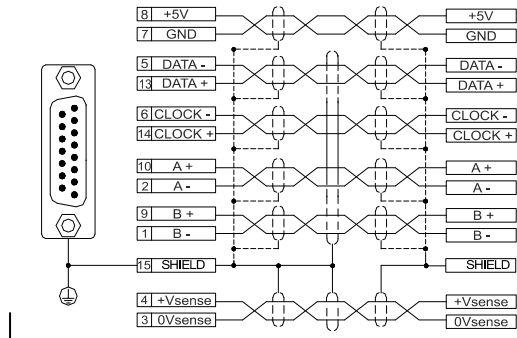 8 +5V +5V
7 GND GND
5 DATA - DATA -
13 DATA + DATA +
6 CLOCK - CLOCK -
14 CLOCK + CLOCK +
10 A + A +
2 A - A -
9 B + B +
1 B - B -
15 SHIELD SHIELD
4 +Vsense +Vsense
3 0Vsense 0Vsense